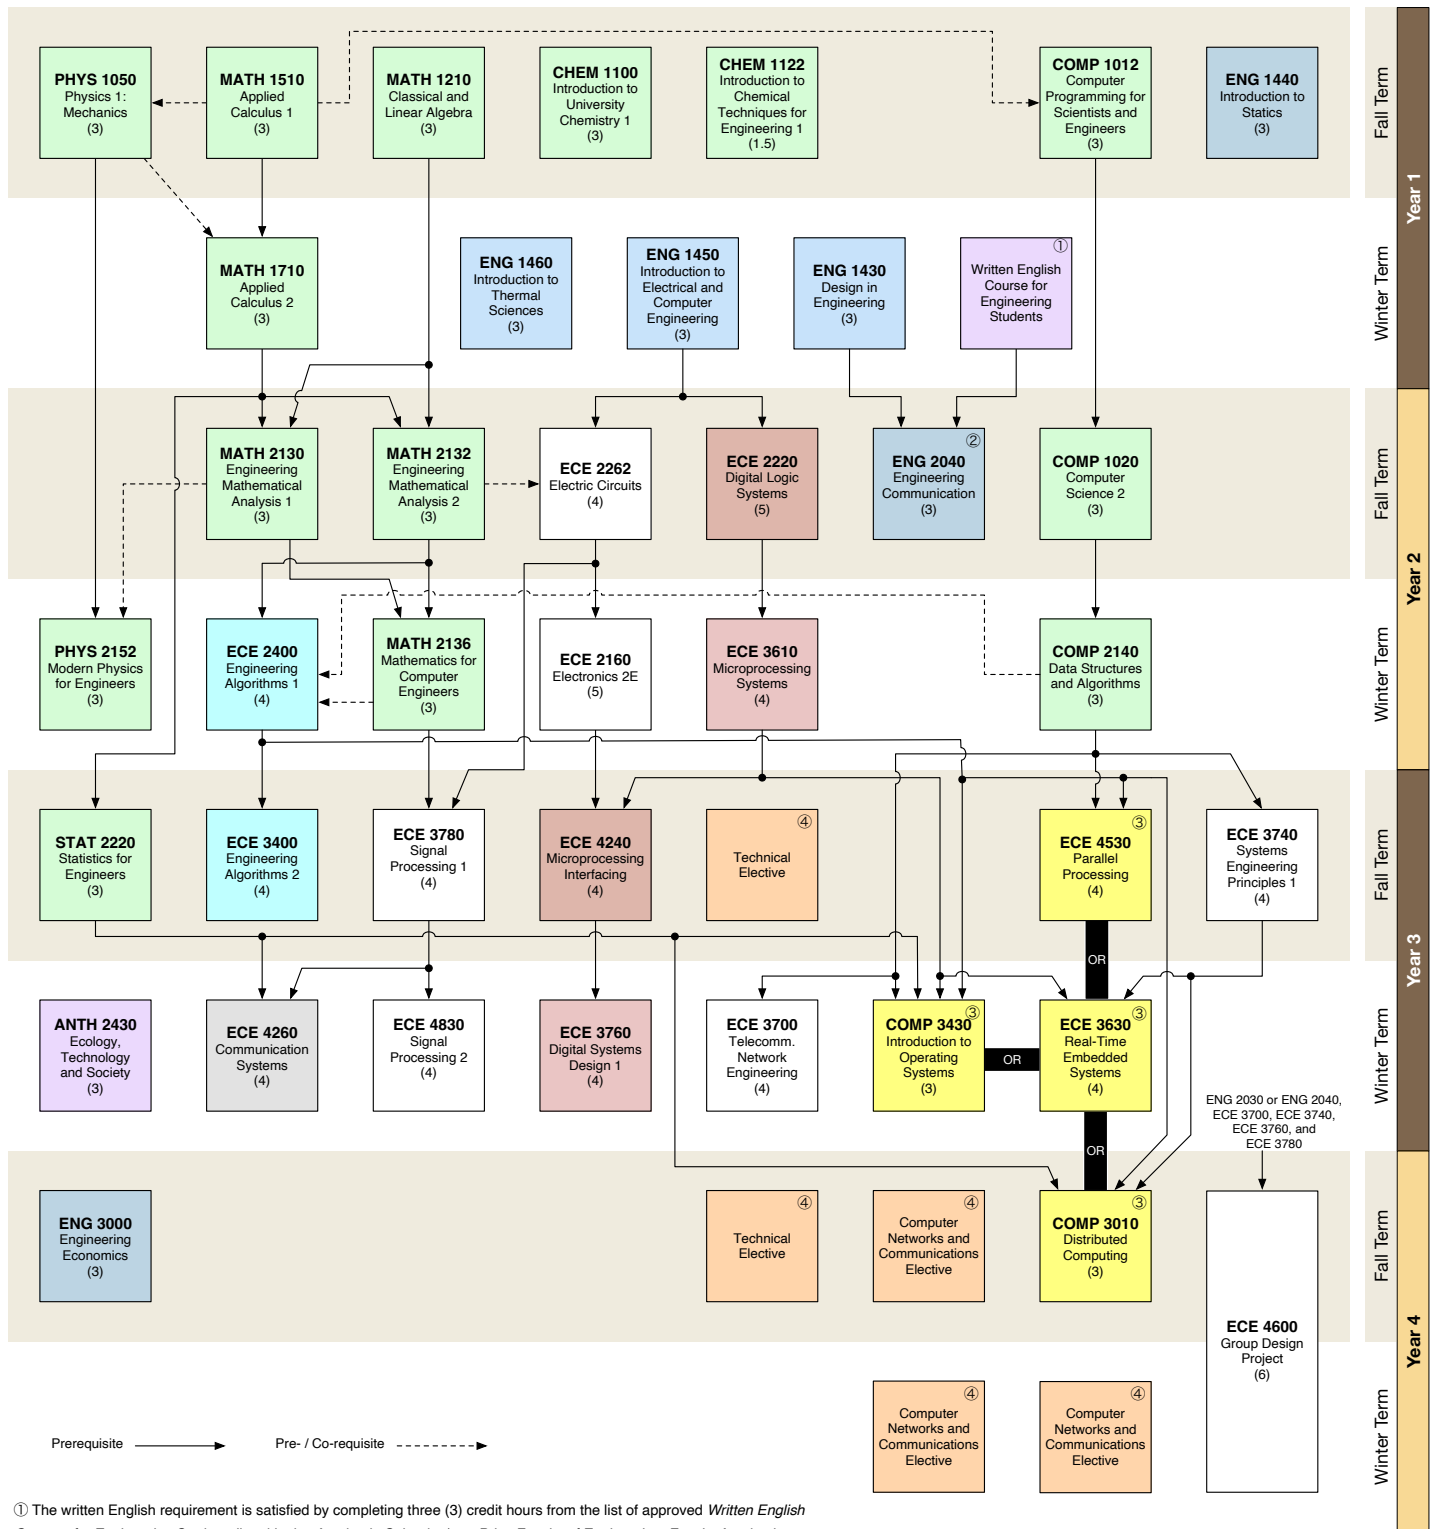 PHYS 1050
Physics 1:
Mechanics
(3)
MATH 1510
Applied
Calculus 1
(3)
MATH 1210
Classical and
Linear Algebra
(3)
CHEM 1100
Introduction to
University
Chemistry 1
(3)
CHEM 1122
Introduction to
Chemical
Techniques for
Engineering 1
(1.5)
COMP 1012
Computer
Programming for
Scientists and
Engineers
(3)
ENG 1440
Introduction to
Statics
(3)
Fall Term
Year 1
MATH 1710
Applied
Calculus 2
(3)
ENG 1460
Introduction to
Thermal
Sciences
(3)
ENG 1450
Introduction to
Electrical and
Computer
Engineering
(3)
ENG 1430
Design in
Engineering
(3)
①
Written English
Course for
Engineering
Students
Winter Term
MATH 2130
Engineering
Mathematical
Analysis 1
(3)
MATH 2132
Engineering
Mathematical
Analysis 2
(3)
ECE 2262
Electric Circuits
(4)
ECE 2220
Digital Logic
Systems
(5)
②
ENG 2040
Engineering
Communication
(3)
COMP 1020
Computer
Science 2
(3)
Fall Term
Year 2
PHYS 2152
Modern Physics
for Engineers
(3)
ECE 2400
Engineering
Algorithms 1
(4)
MATH 2136
Mathematics for
Computer
Engineers
(3)
ECE 2160
Electronics 2E
(5)
ECE 3610
Microprocessing
Systems
(4)
COMP 2140
Data Structures
and Algorithms
(3)
Winter Term
STAT 2220
Statistics for
Engineers
(3)
ECE 3400
Engineering
Algorithms 2
(4)
ECE 3780
Signal
Processing 1
(4)
ECE 4240
Microprocessing
Interfacing
(4)
④
Technical
Elective
③
ECE 4530
Parallel
Processing
(4)
ECE 3740
Systems
Engineering
Principles 1
(4)
Fall Term
Year 3
OR
ANTH 2430
Ecology,
Technology
and Society
(3)
ECE 4260
Communication
Systems
(4)
ECE 4830
Signal
Processing 2
(4)
ECE 3760
Digital Systems
Design 1
(4)
ECE 3700
Telecomm.
Network
Engineering
(4)
③
COMP 3430
Introduction to
Operating
Systems
(3)
OR
③
ECE 3630
Real-Time
Embedded
Systems
(4)
Winter Term
ENG 2030 or ENG 2040,
ECE 3700, ECE 3740,
ECE 3760, and
ECE 3780
OR
ENG 3000
Engineering
Economics
(3)
④
Technical
Elective
④
Computer
Networks and
Communications
Elective
③
COMP 3010
Distributed
Computing
(3)
ECE 4600
Group Design
Project
(6)
Fall Term
Year 4
④
Computer
Networks and
Communications
Elective
④
Computer
Networks and
Communications
Elective
Winter Term
Prerequisite
Pre- / Co-requisite
① The written English requirement is satisfied by completing three (3) credit hours from the list of approved Written English